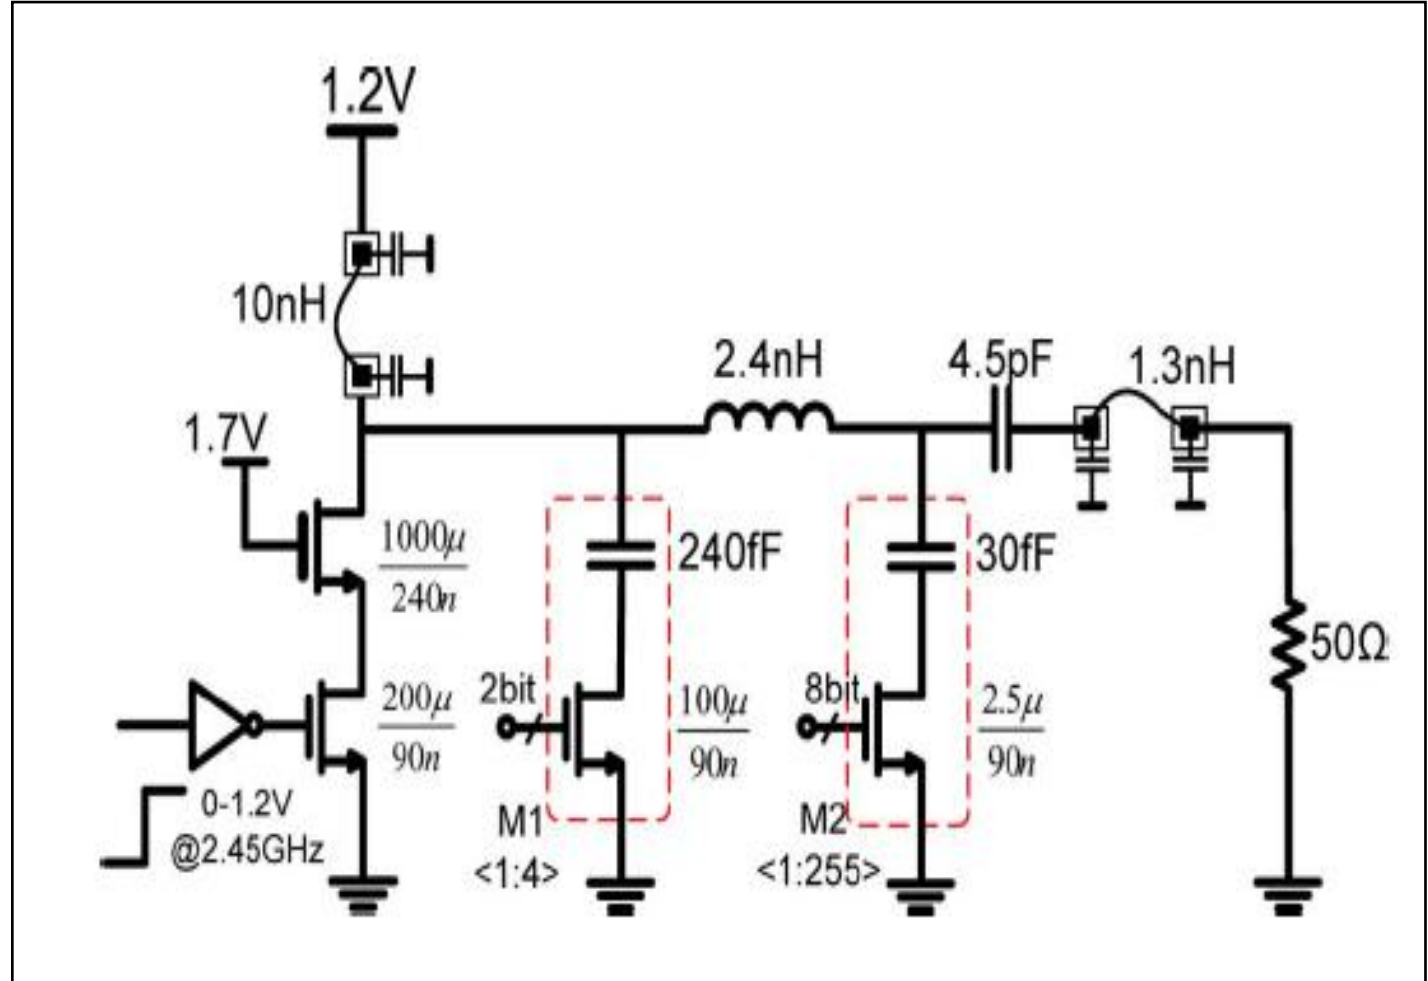 1.2V
10nH
2.4nH
4.5pF
1.3nH
1.7V
1000μ
240n
240fF
30fF
50Ω
2bit
200μ
90n
100μ
90n
8bit
2.5μ
90n
0-1.2V
@2.45GHz
M1
<1:4>
M2
<1:255>